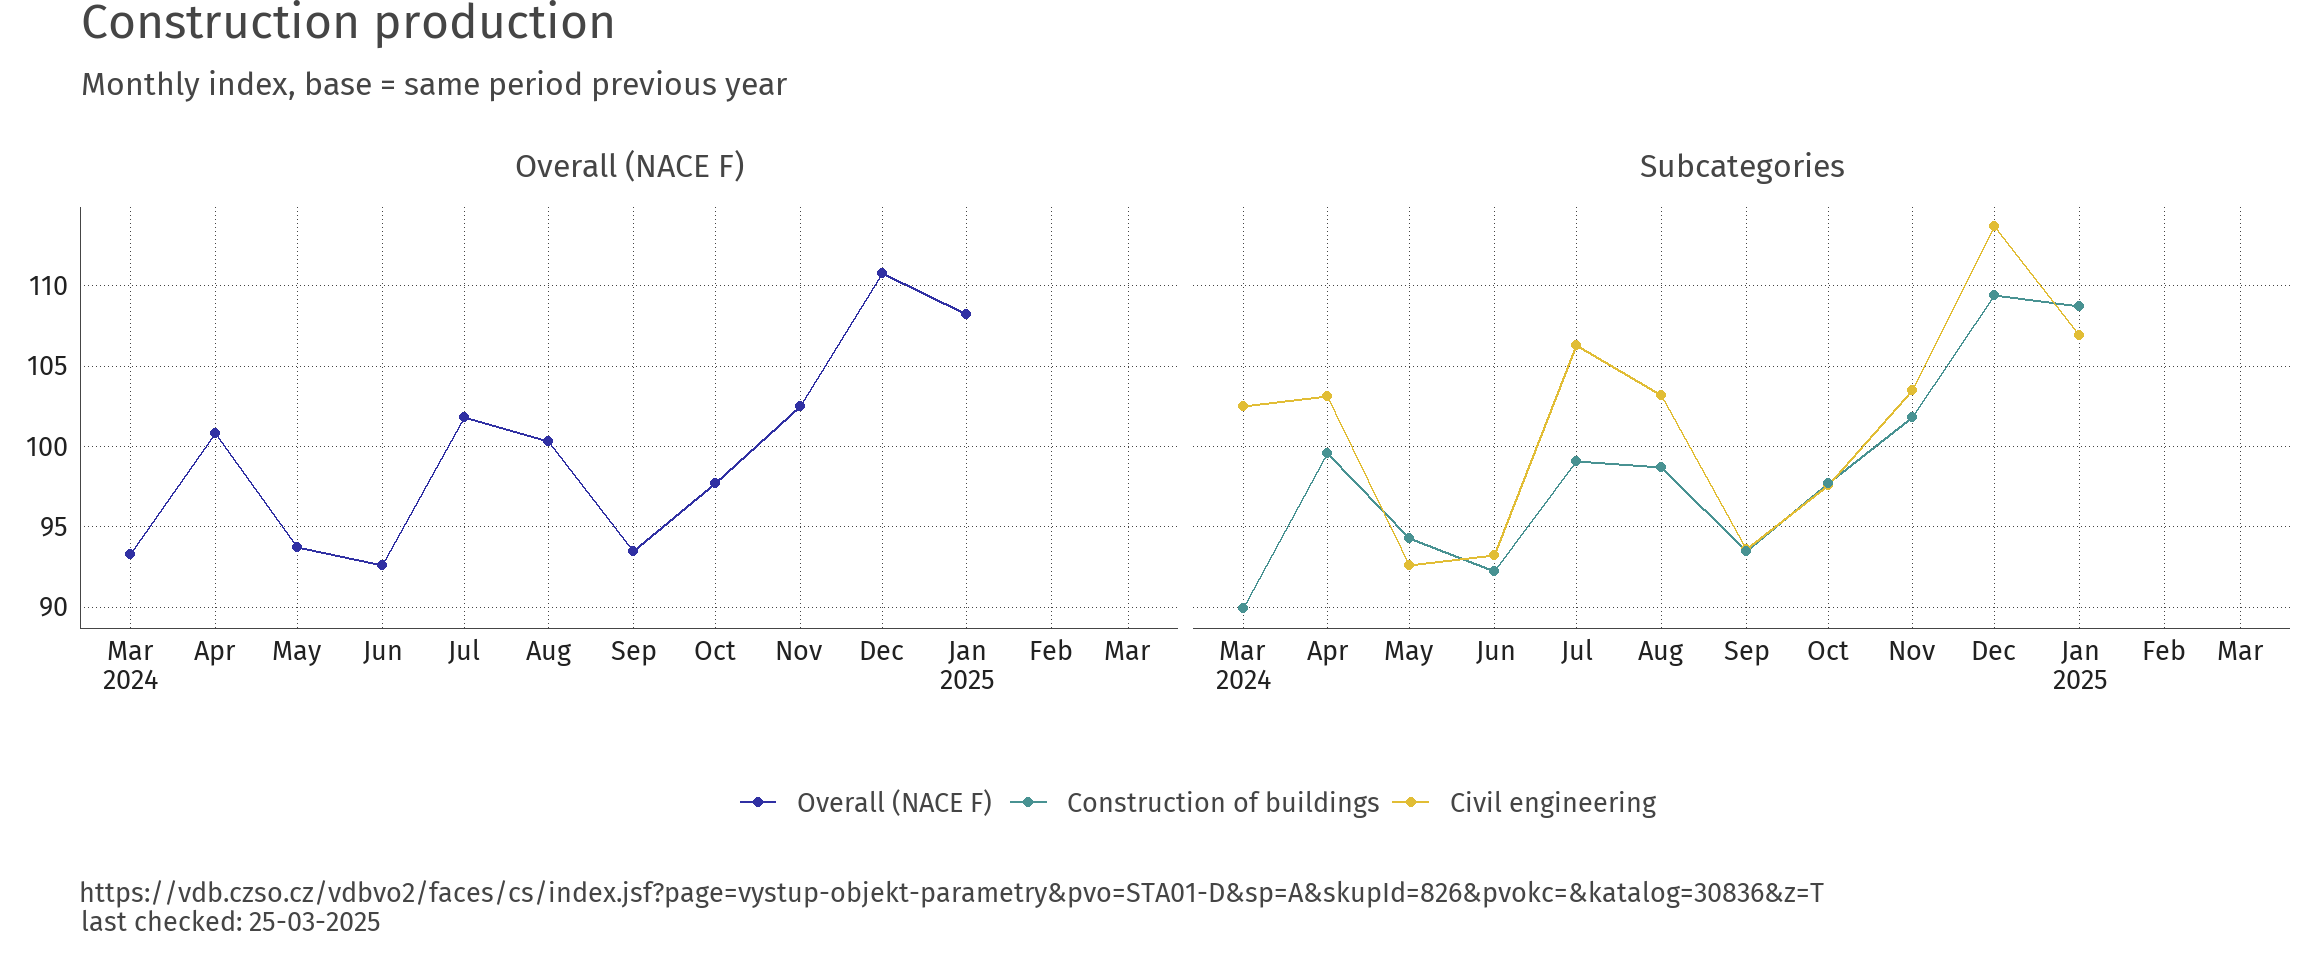 Construction production
Monthly index, base = same period previous year
Overall (NACE F)
Subcategories
110
105
100
95
90
Mar Apr May Jun Jul Aug Sep Oct Nov Dec Jan Feb Mar
2024 2025
Mar Apr May Jun Jul Aug Sep Oct Nov Dec Jan Feb Mar
2024 2025
Overall (NACE F) Construction of buildings Civil engineering
https://vdb.czso.cz/vdbvo2/faces/cs/index.jsf?page=vystup-objekt-parametry&pvo=STA01-D&sp=A&skupId=826&pvokc=&katalog=30836&z=T
last checked: 25-03-2025